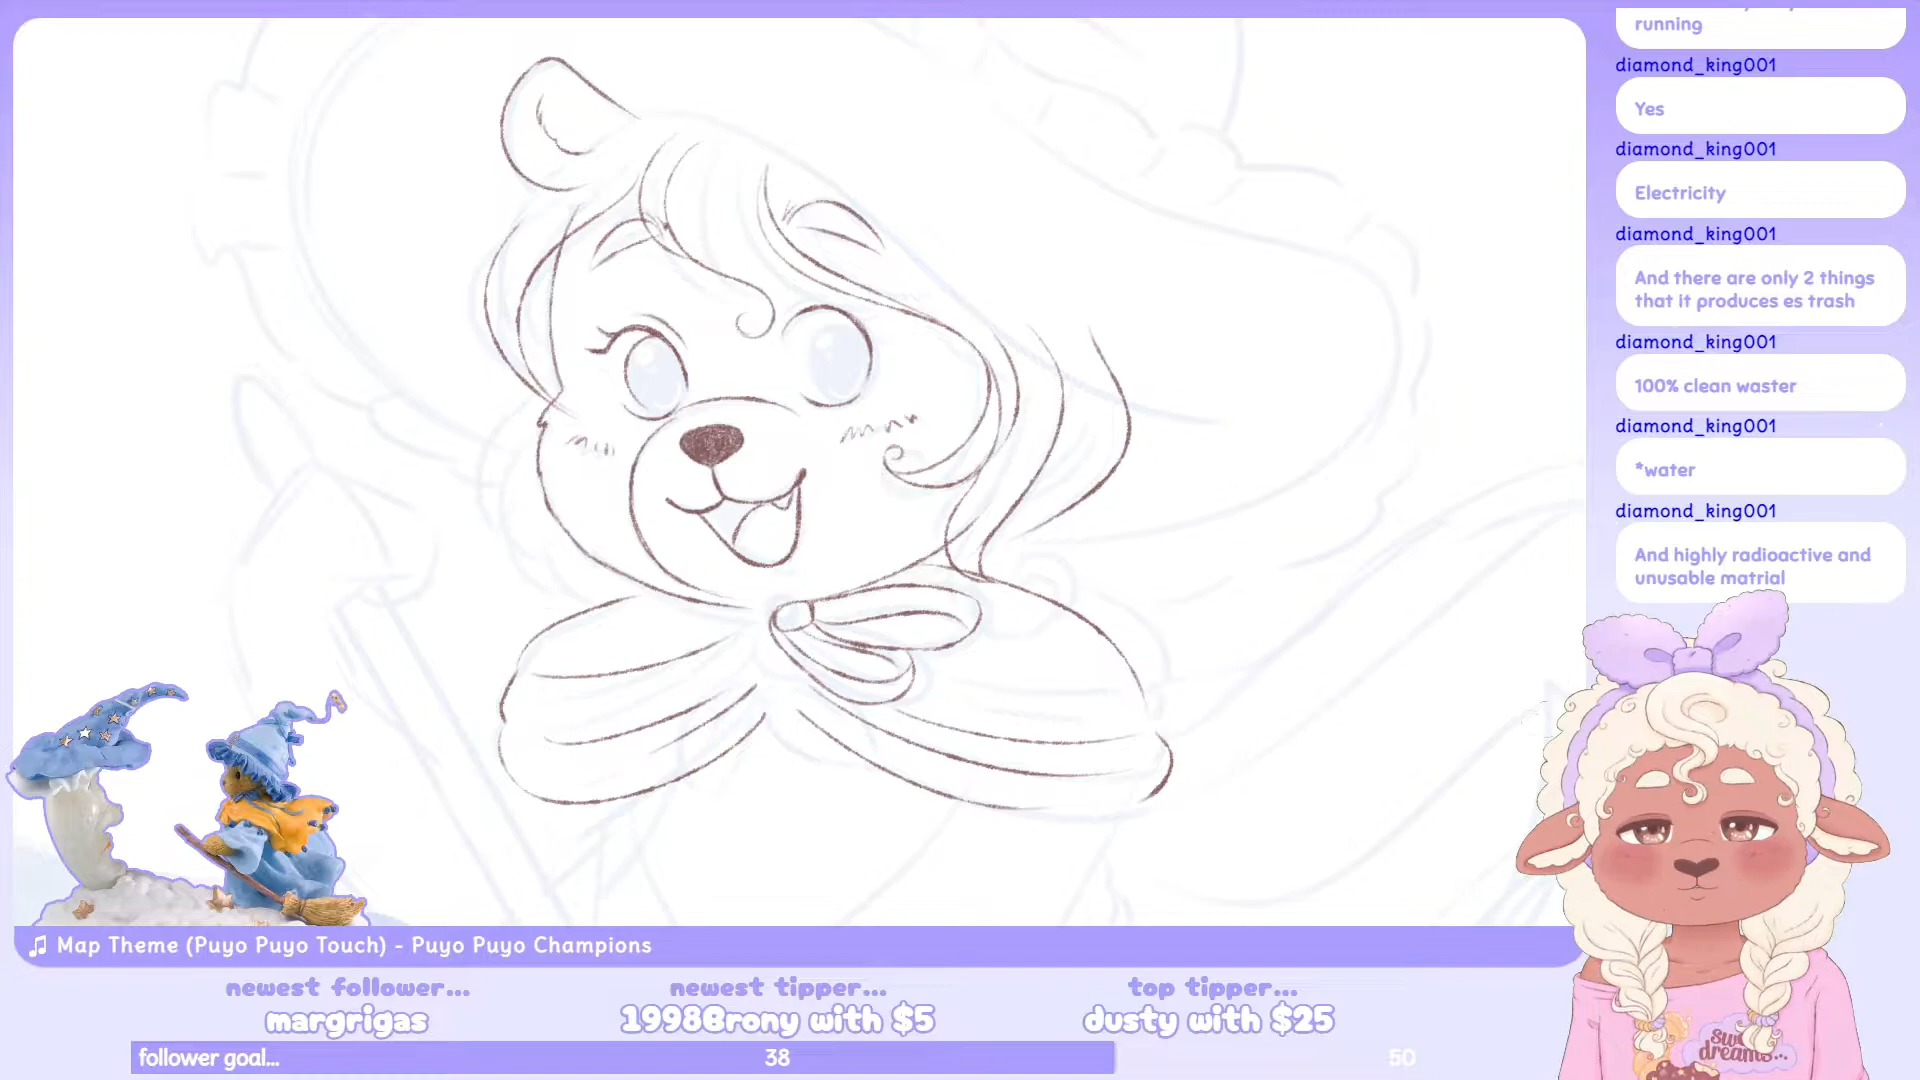 running
diamond_king001
Yes
diamond_king001
Electricity
diamond_king001
And there are only 2 things
that it produces es trash
diamond_king001
100% clean waster
diamond_king001
*water
diamond_king001
And highly radioactive and
unusable matrial
♫ Map Theme (Puyo Puyo Touch) - Puyo Puyo Champions
newest follower...
margrigas
newest tipper...
1998Brony with $5
top tipper...
dusty with $25
follower goal...
38
50
dreams...